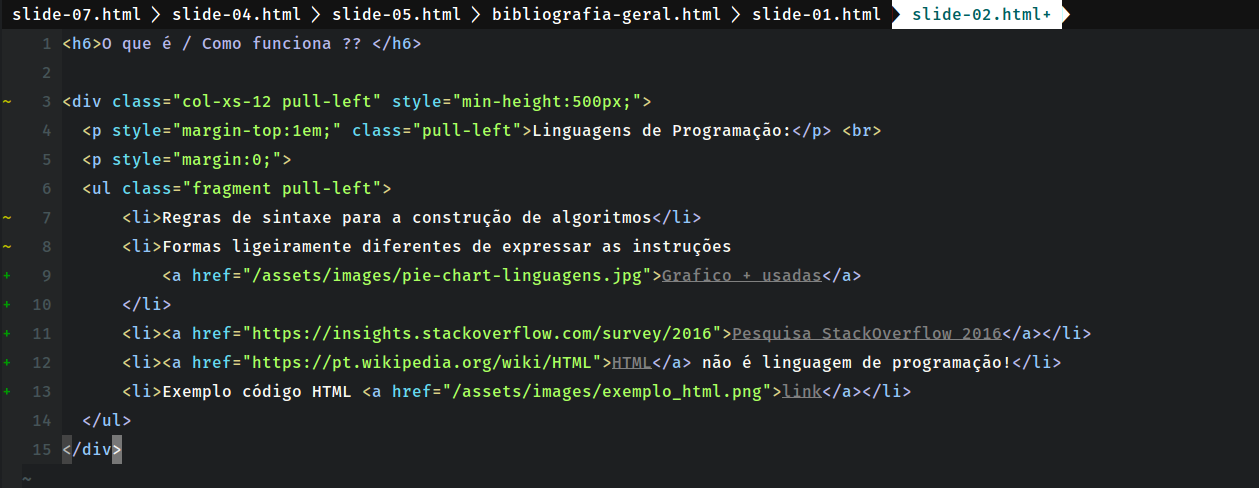 slide-07.html > slide-04.html > slide-05.html > bibliografia-geral.html > slide-01.html slide-02.html+
1 <h6>O que é / Como funciona ?? </h6>
2
~ 3 <div class="col-xs-12 pull-left" style="min-height:500px;">
4 <p style="margin-top:1em;" class="pull-left">Linguagens de Programação:</p> <br>
5 <p style="margin:0;">
6 <ul class="fragment pull-left">
~ 7 <li>Regras de sintaxe para a construção de algoritmos</li>
~ 8 <li>Formas ligeiramente diferentes de expressar as instruções
+ 9 <a href="/assets/images/pie-chart-linguagens.jpg">Grafico + usadas</a>
+ 10 </li>
+ 11 <li><a href="https://insights.stackoverflow.com/survey/2016">Pesquisa StackOverflow 2016</a></li>
+ 12 <li><a href="https://pt.wikipedia.org/wiki/HTML">HTML</a> não é linguagem de programação!</li>
+ 13 <li>Exemplo código HTML <a href="/assets/images/exemplo_html.png">link</a></li>
14 </ul>
15 </div>
~